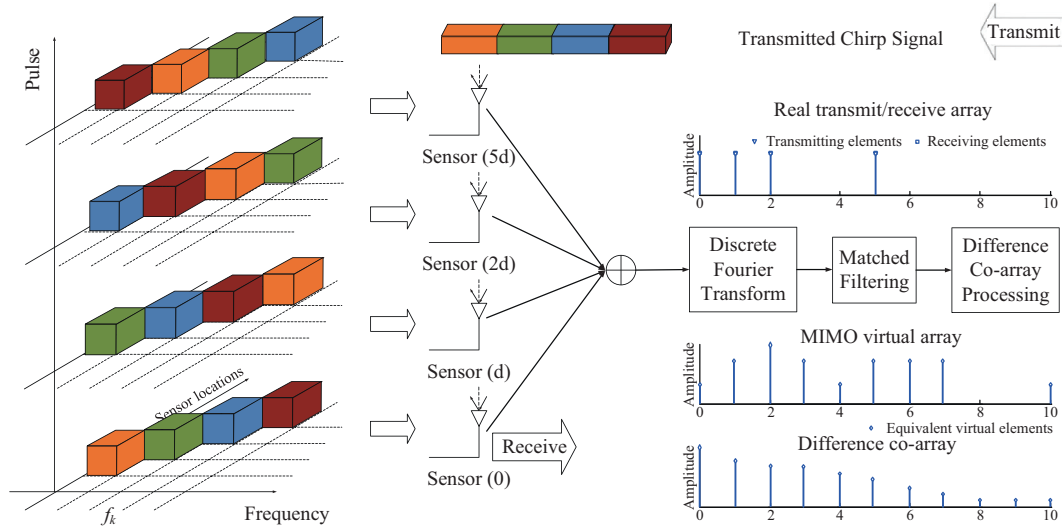 Pulse
Sensor locations
f_k
Frequency
Transmitted Chirp Signal
Transmit
Sensor (5d)
Sensor (2d)
Sensor (d)
Sensor (0)
Receive
Real transmit/receive array
Transmitting elements
Receiving elements
Amplitude
0 2 4 6 8 10
Discrete
Fourier
Transform
Matched
Filtering
Difference
Co-array
Processing
MIMO virtual array
Amplitude
0 2 4 6 8 10
Equivalent virtual elements
Difference co-array
Amplitude
0 2 4 6 8 10